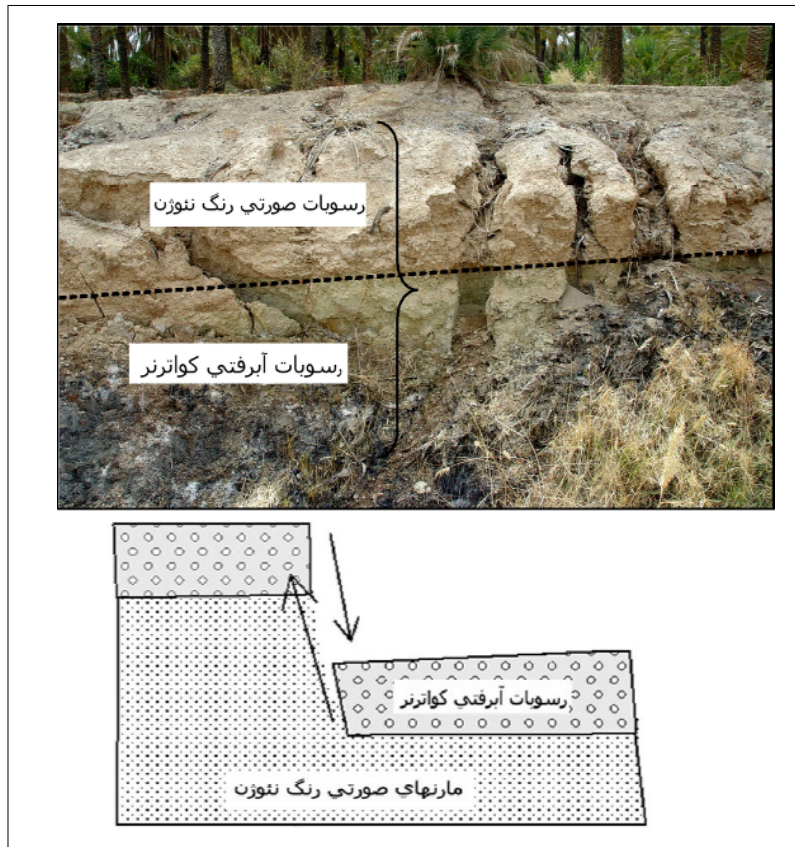 رسوبات صورتي رنگ نئوژن
رسوبات آبرفتي كواترنر
رسوبات آبرفتي كواترنر
مارنهاي صورتي رنگ نئوژن